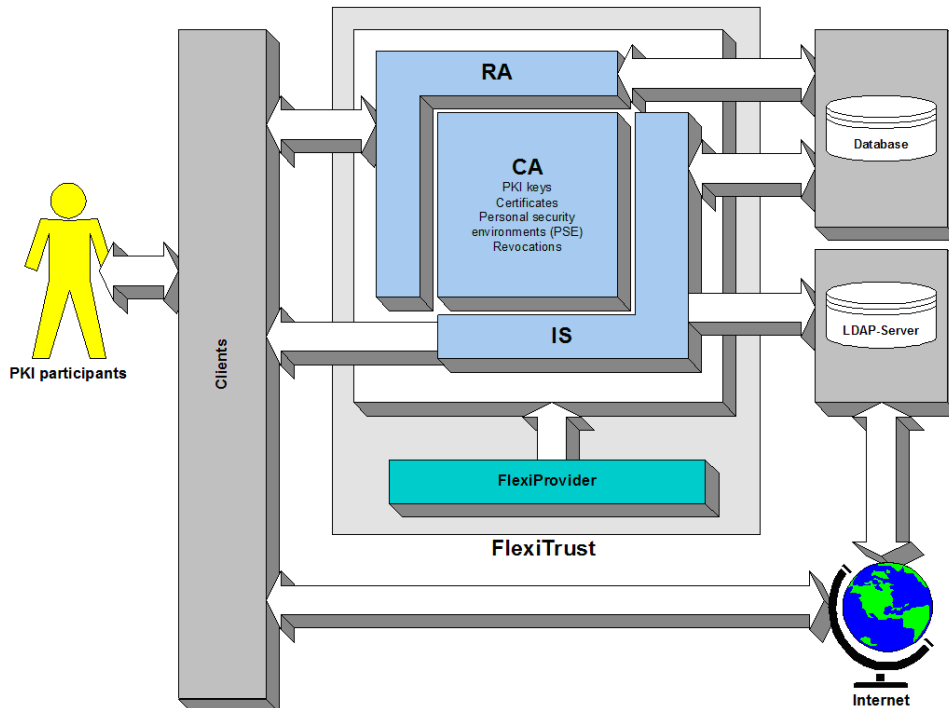 RA
CA
PKI keys
Certificates
Personal security
environments (PSE)
Revocations
IS
Database
LDAP-Server
Clients
PKI participants
FlexiProvider
FlexiTrust
Internet